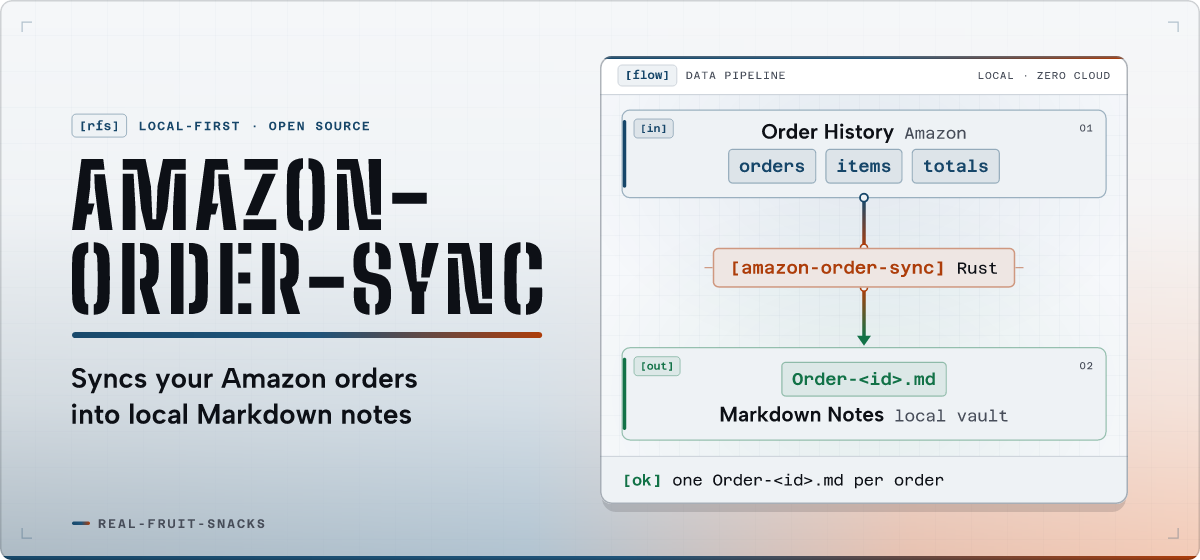 [rfs] LOCAL-FIRST · OPEN SOURCE
AMAZON-
ORDER-SYNC
Syncs your Amazon orders
into local Markdown notes
REAL-FRUIT-SNACKS
[flow] DATA PIPELINE
LOCAL · ZERO CLOUD
[in]
Order History Amazon
01
orders items totals
[amazon-order-sync] Rust
[out]
Order-<id>.md
02
Markdown Notes local vault
[ok] one Order-<id>.md per order